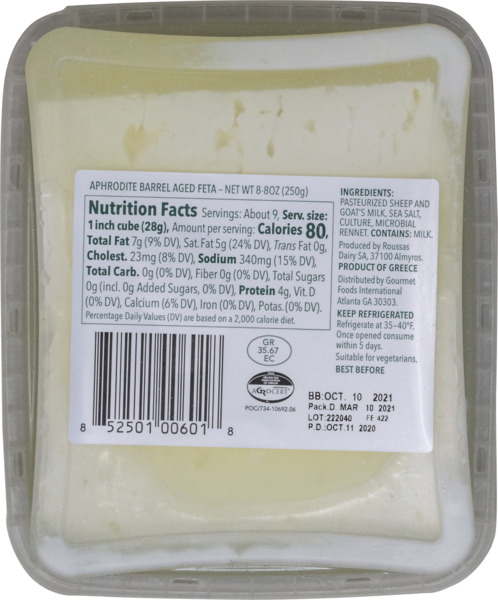 APHRODITE BARREL AGED FETA – NET WT 8·8OZ (250g)
Nutrition Facts Servings: About 9, Serv. size:
1 inch cube (28g), Amount per serving: Calories 80,
Total Fat 7g (9% DV), Sat. Fat 5g (24% DV), Trans Fat 0g,
Cholest. 23mg (8% DV), Sodium 340mg (15% DV),
Total Carb. 0g (0% DV), Fiber 0g (0% DV), Total Sugars
0g (incl. 0g Added Sugars, 0% DV), Protein 4g, Vit.D
(0% DV), Calcium (6% DV), Iron (0% DV), Potas. (0% DV).
Percentage Daily Values (DV) are based on a 2,000 calorie diet.
INGREDIENTS:
PASTEURIZED SHEEP AND
GOAT'S MILK, SEA SALT,
CULTURE, MICROBIAL
RENNET. CONTAINS: MILK.
Produced by Roussas
Dairy SA, 37100 Almyros.
PRODUCT OF GREECE
Distributed by Gourmet
Foods International
Atlanta GA 30303.
KEEP REFRIGERATED
Refrigerate at 35–40°F.
Once opened consume
within 5 days.
Suitable for vegetarians.
BEST BEFORE
GR
35.67
EC
AGROCERT
POC/734-10692.06
8 52501 00601 8
BB:OCT. 10 2021
Pack.D. MAR 10 2021
LOT:222040 FE 422
P.D.:OCT.11 2020